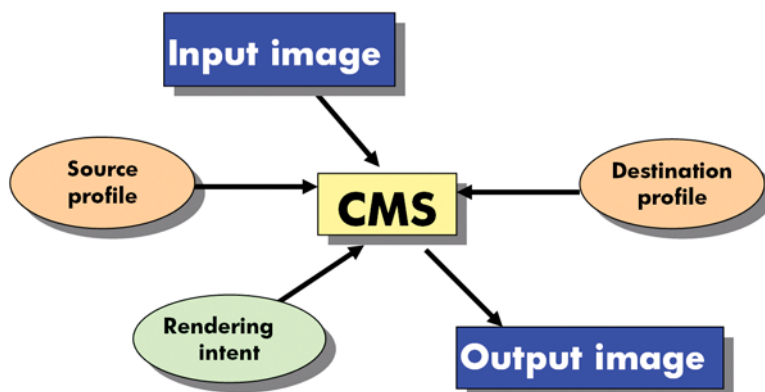 Input image
Source
profile
Destination
profile
CMS
Rendering
intent
Output image